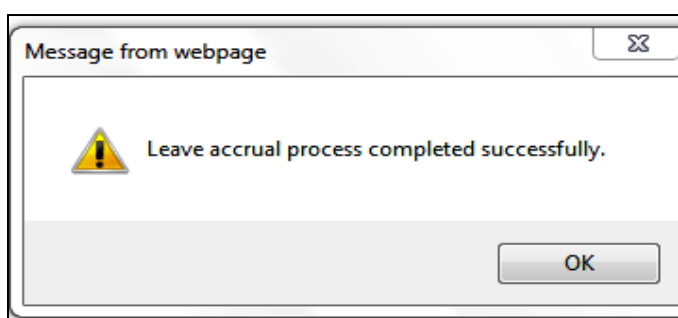 Message from webpage
Leave accrual process completed successfully.
OK